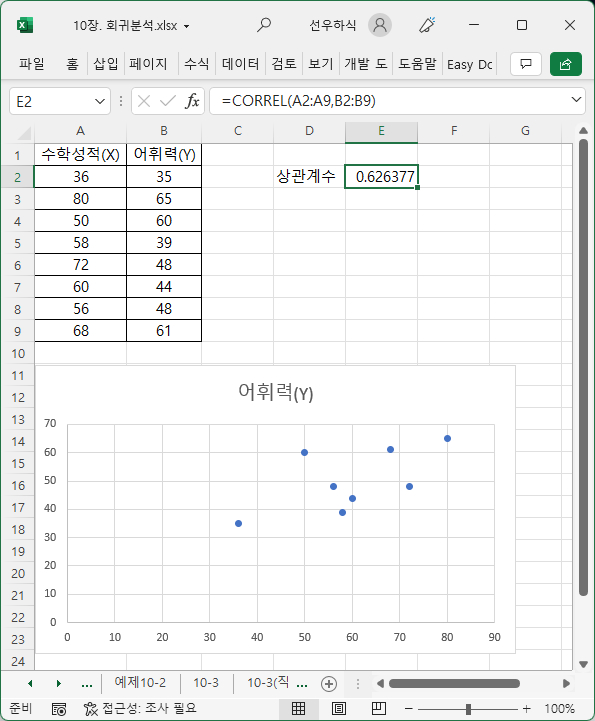 10장. 회귀분석.xlsx 선우하식
파일 홈 삽입 페이지 수식 데이터 검토 보기 개발 도 도움말 Easy Dc
E2 fx =CORREL(A2:A9,B2:B9)
A B C D E F G
1 수학성적(X) 어휘력(Y)
2 36 35 상관계수 0.626377
3 80 65
4 50 60
5 58 39
6 72 48
7 60 44
8 56 48
9 68 61
10
11
12
13
14
15
16
17
18
19
20
21
22
23
24
어휘력(Y)
70
60
50
40
30
20
10
0
0 10 20 30 40 50 60 70 80 90
... 예제10-2 10-3 10-3(직 ...
준비 접근성: 조사 필요 100%